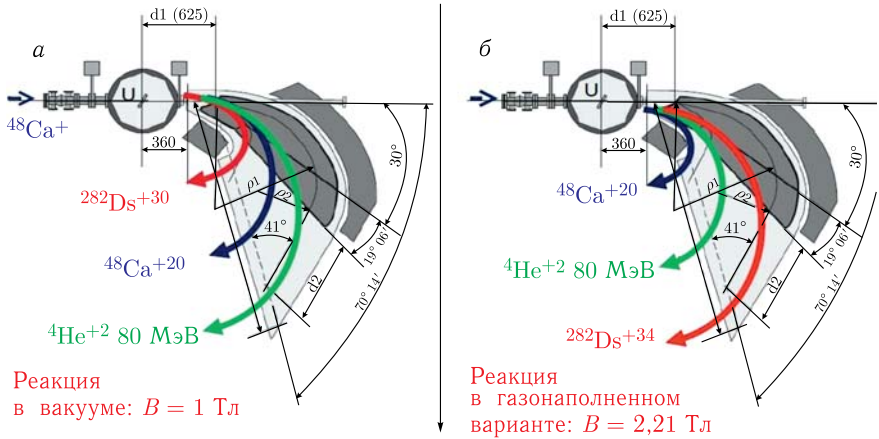 d1 (625)
а
U
48Ca+
360
30°
282Ds+30
ρ1
ρ2
41°
19° 06′
48Ca+20
d2
70° 14′
4He+2 80 МэВ
Реакция
в вакууме: B = 1 Тл
d1 (625)
б
U
360
30°
48Ca+20
ρ1
ρ2
41°
19° 06′
4He+2 80 МэВ
d2
70° 14′
282Ds+34
Реакция
в газонаполненном
варианте: B = 2,21 Тл